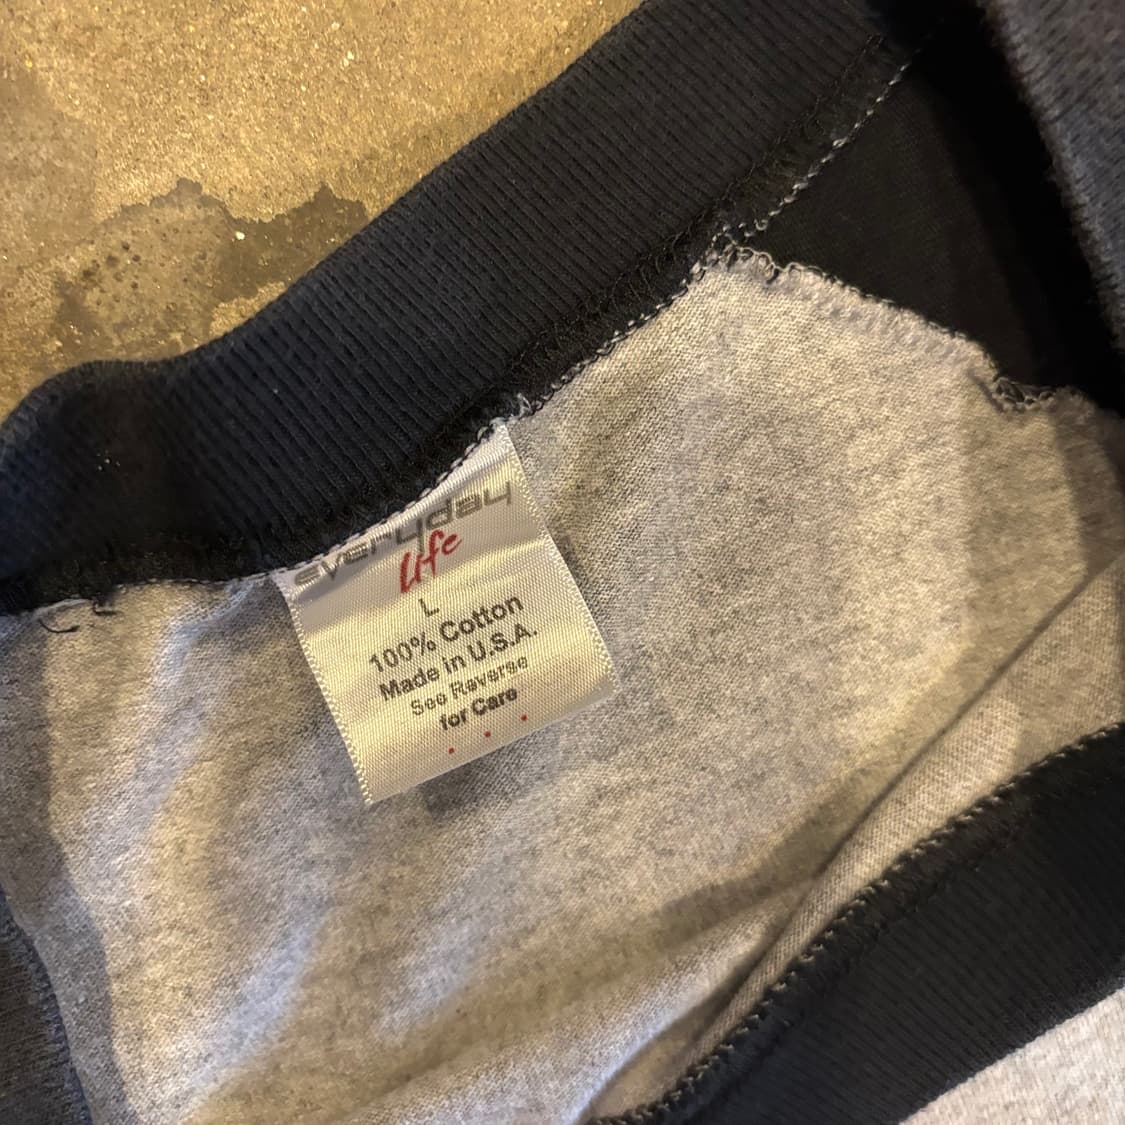 everyday
life
L
100% Cotton
Made in U.S.A.
See Reverse
for Care